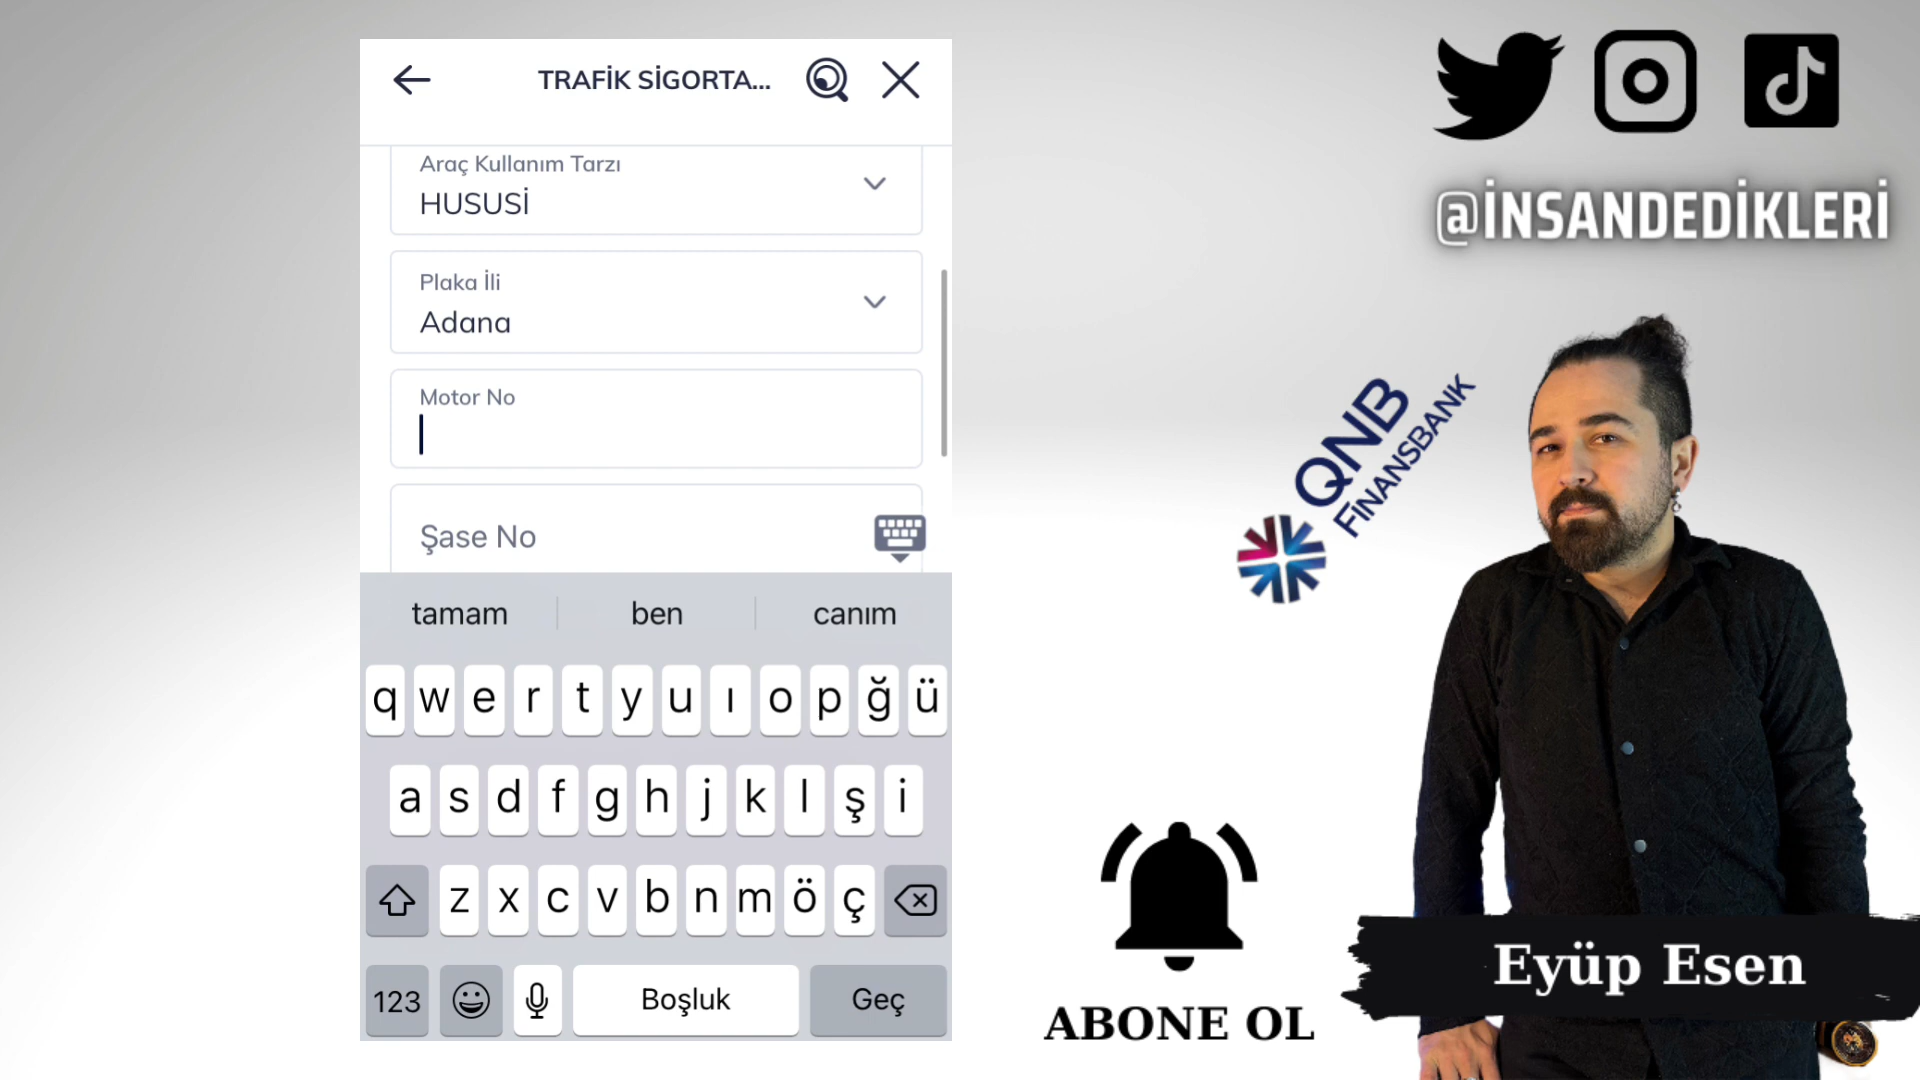 TRAFİK SİGORTA...
Araç Kullanım Tarzı
HUSUSİ
Plaka İli
Adana
Motor No
Şase No
tamam
ben
canım
q w e r t y u ı o p ğ ü
a s d f g h j k l ş i
z x c v b n m ö ç
123
Boşluk
Geç
@İNSANDEDİKLERİ
QNB
FİNANSBANK
ABONE OL
Eyüp Esen